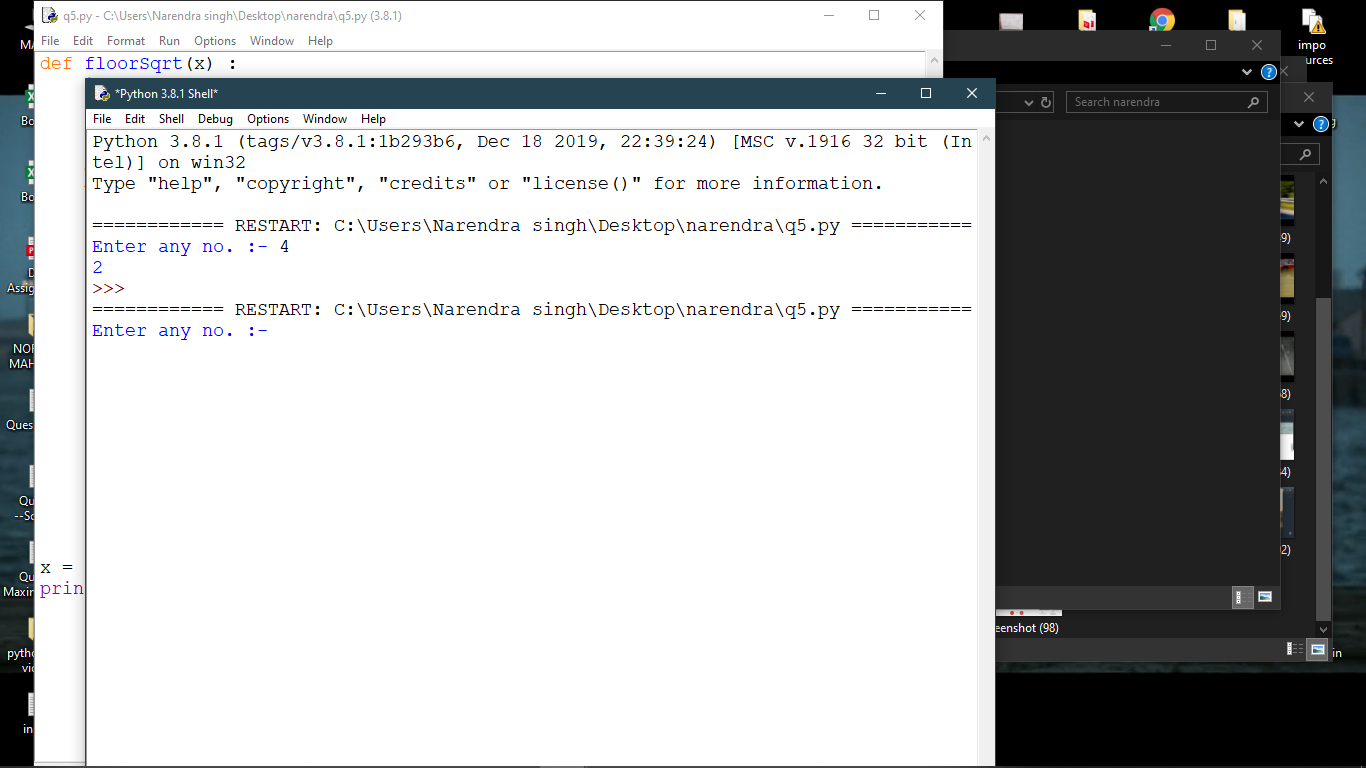 q5.py - C:\Users\Narendra singh\Desktop\narendra\q5.py (3.8.1)
File Edit Format Run Options Window Help
def floorSqrt(x) :
*Python 3.8.1 Shell*
File Edit Shell Debug Options Window Help
Python 3.8.1 (tags/v3.8.1:1b293b6, Dec 18 2019, 22:39:24) [MSC v.1916 32 bit (In
tel)] on win32
Type "help", "copyright", "credits" or "license()" for more information.
============ RESTART: C:\Users\Narendra singh\Desktop\narendra\q5.py ===========
Enter any no. :- 4
2
>>>
============ RESTART: C:\Users\Narendra singh\Desktop\narendra\q5.py ===========
Enter any no. :-
x =
prin
impo
urces
Search narendra
9)
9)
8)
4)
2)
eenshot (98)
in
MA
Bo
Bo
D
Assig
NO
MAH
Ques
Qu
--So
Qu
Maxin
pyth
vi
in